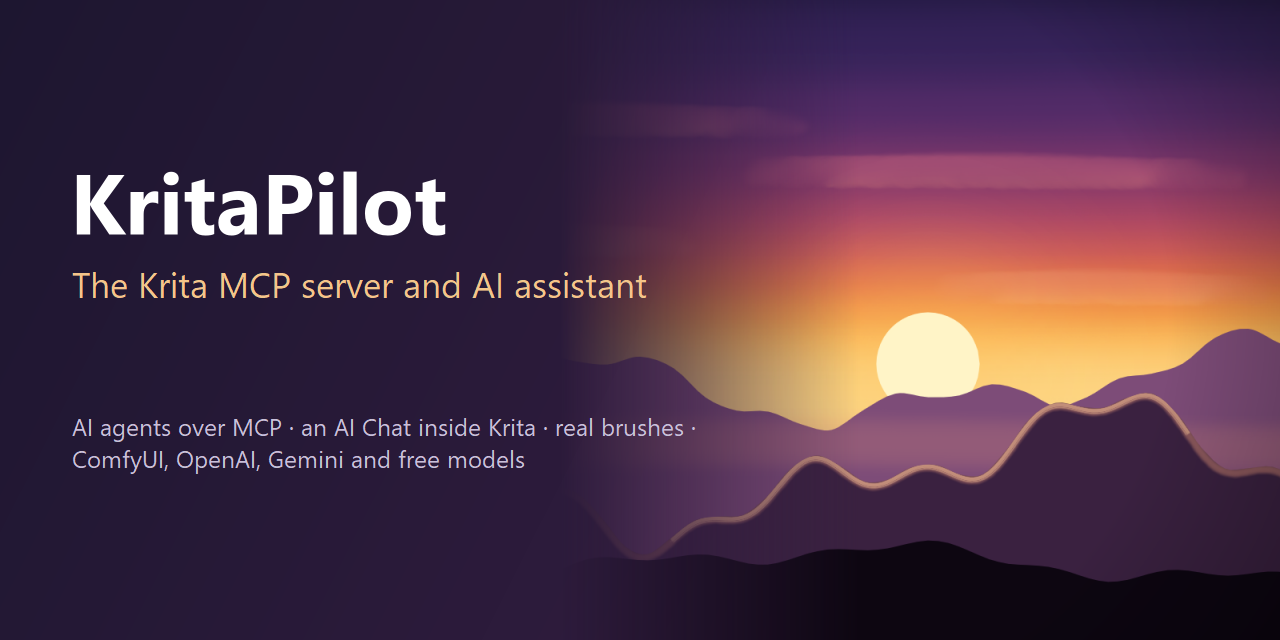 KritaPilot
The Krita MCP server and AI assistant
AI agents over MCP · an AI Chat inside Krita · real brushes ·
ComfyUI, OpenAI, Gemini and free models